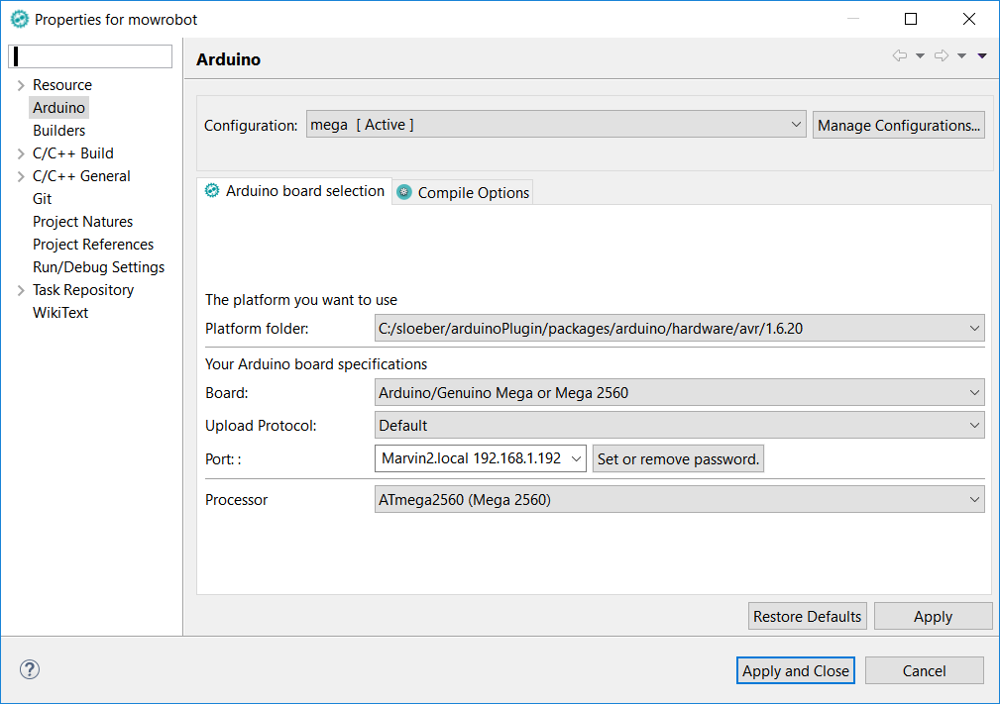 Properties for mowrobot
Resource
Arduino
Builders
C/C++ Build
C/C++ General
Git
Project Natures
Project References
Run/Debug Settings
Task Repository
WikiText
Arduino
Configuration: mega [ Active ] Manage Configurations...
Arduino board selection Compile Options
The platform you want to use
Platform folder: C:/sloeber/arduinoPlugin/packages/arduino/hardware/avr/1.6.20
Your Arduino board specifications
Board: Arduino/Genuino Mega or Mega 2560
Upload Protocol: Default
Port: : Marvin2.local 192.168.1.192 Set or remove password.
Processor ATmega2560 (Mega 2560)
Restore Defaults Apply
? Apply and Close Cancel